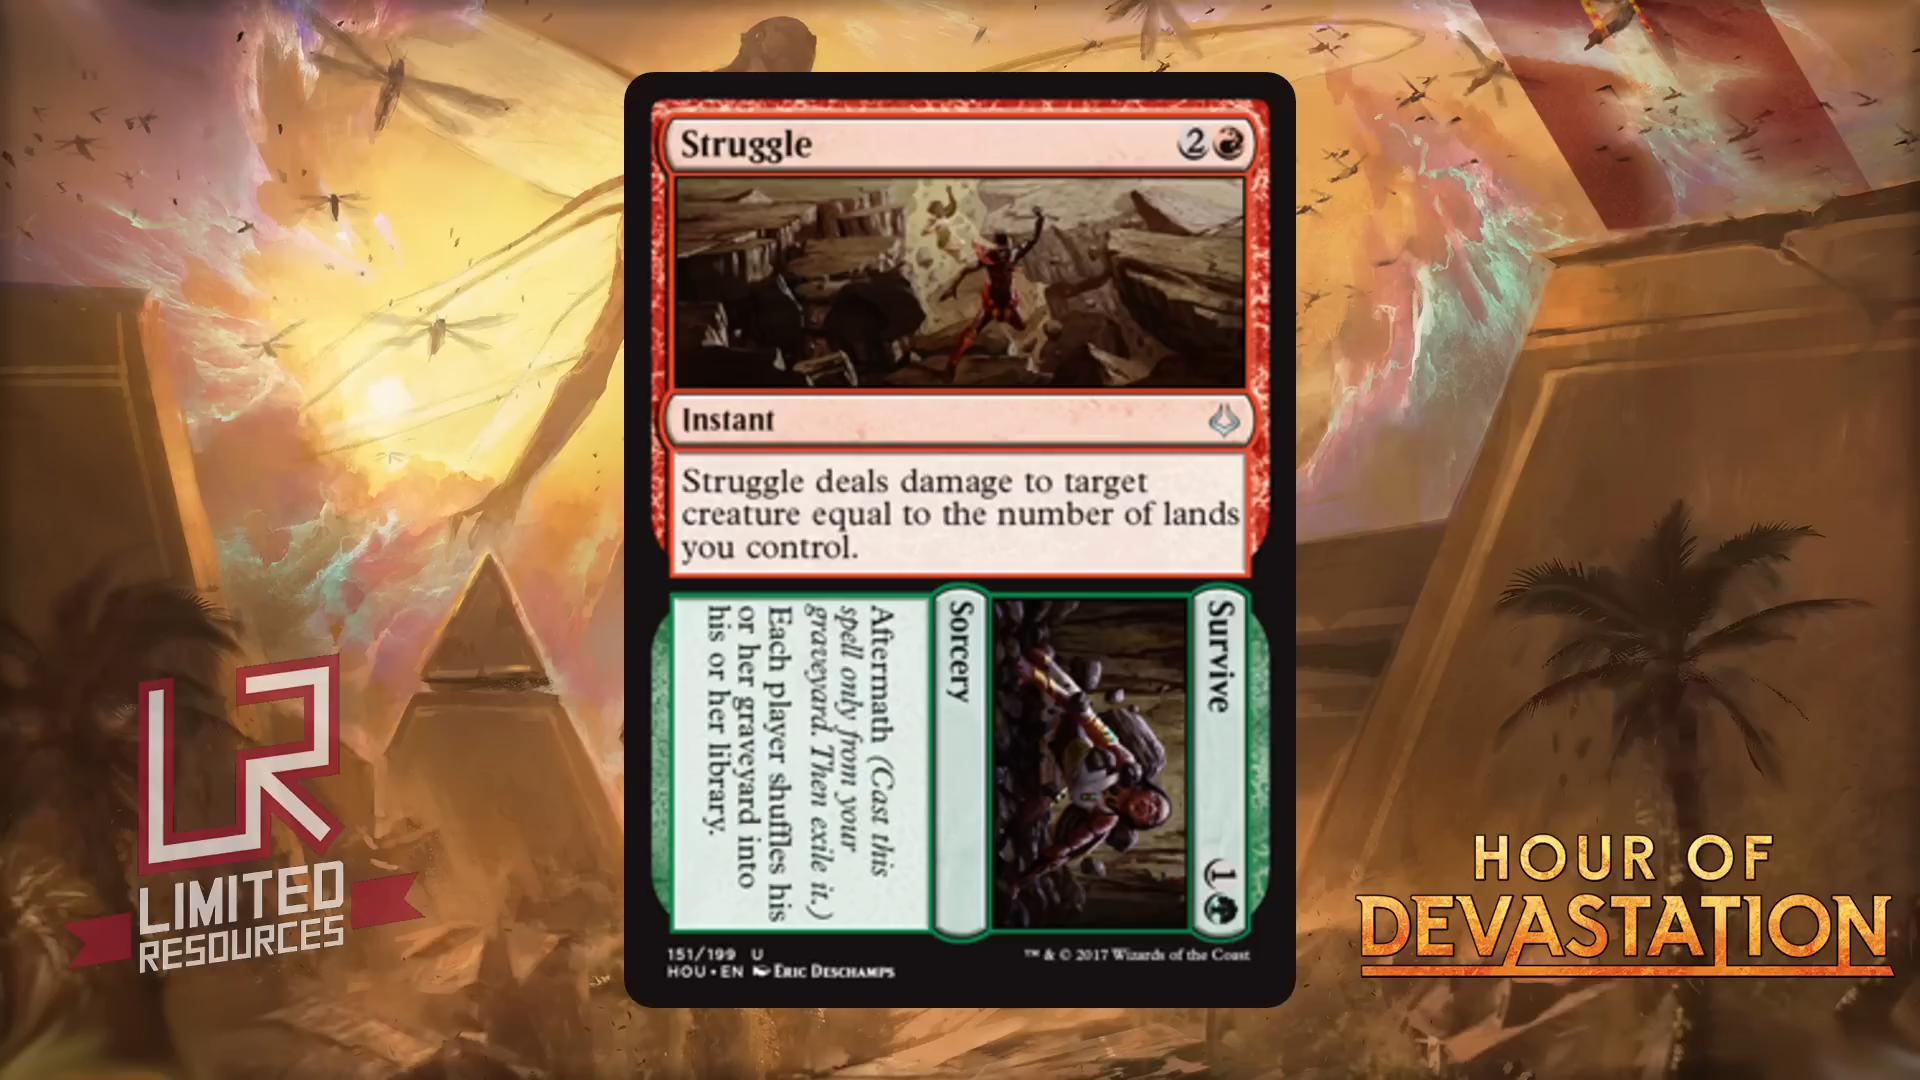 Struggle
2
Instant
Struggle deals damage to target
creature equal to the number of lands
you control.
Survive
1
Sorcery
Aftermath (Cast this
spell only from your
graveyard. Then exile it.)
Each player shuffles his
or her graveyard into
his or her library.
151/199 U
HOU • EN Eric Deschamps
™ & © 2017 Wizards of the Coast
LR
LIMITED
RESOURCES
HOUR OF
DEVASTATION